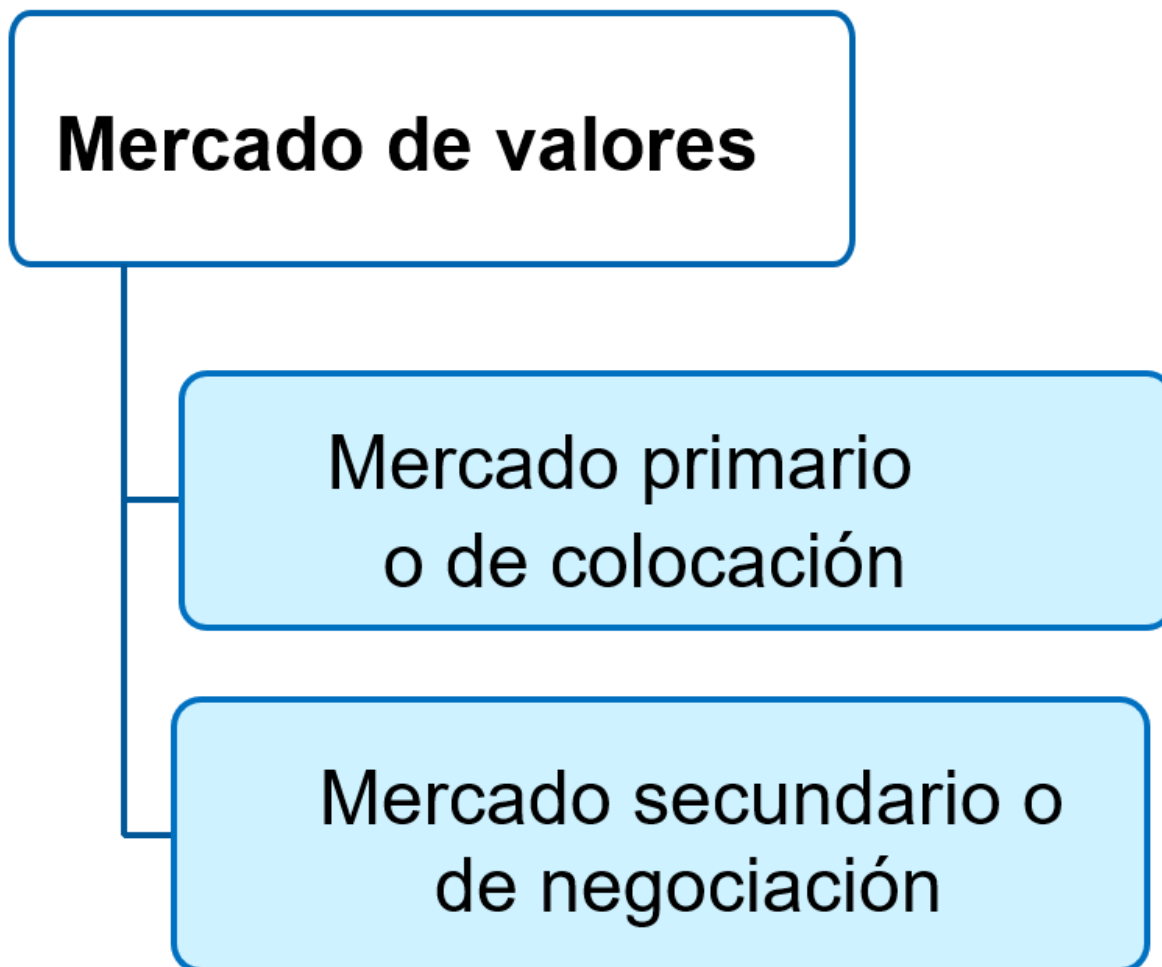 Mercado de valores
Mercado primario
o de colocación
Mercado secundario o
de negociación